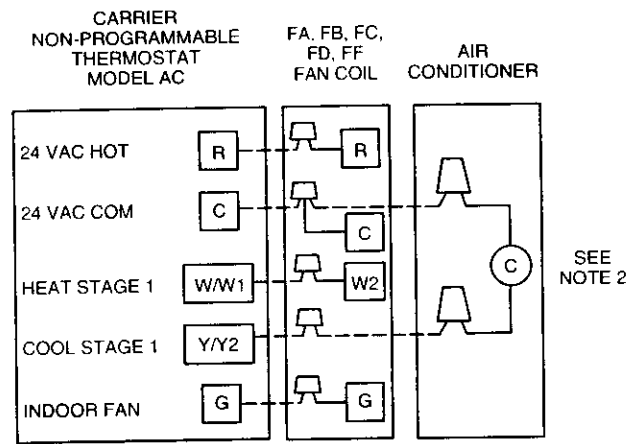 CARRIER
NON-PROGRAMMABLE
THERMOSTAT
MODEL AC
FA, FB, FC,
FD, FF
FAN COIL
AIR
CONDITIONER
24 VAC HOT R R
24 VAC COM C
C
C
SEE
NOTE 2
HEAT STAGE 1 W/W1 W2
COOL STAGE 1 Y/Y2
INDOOR FAN G G